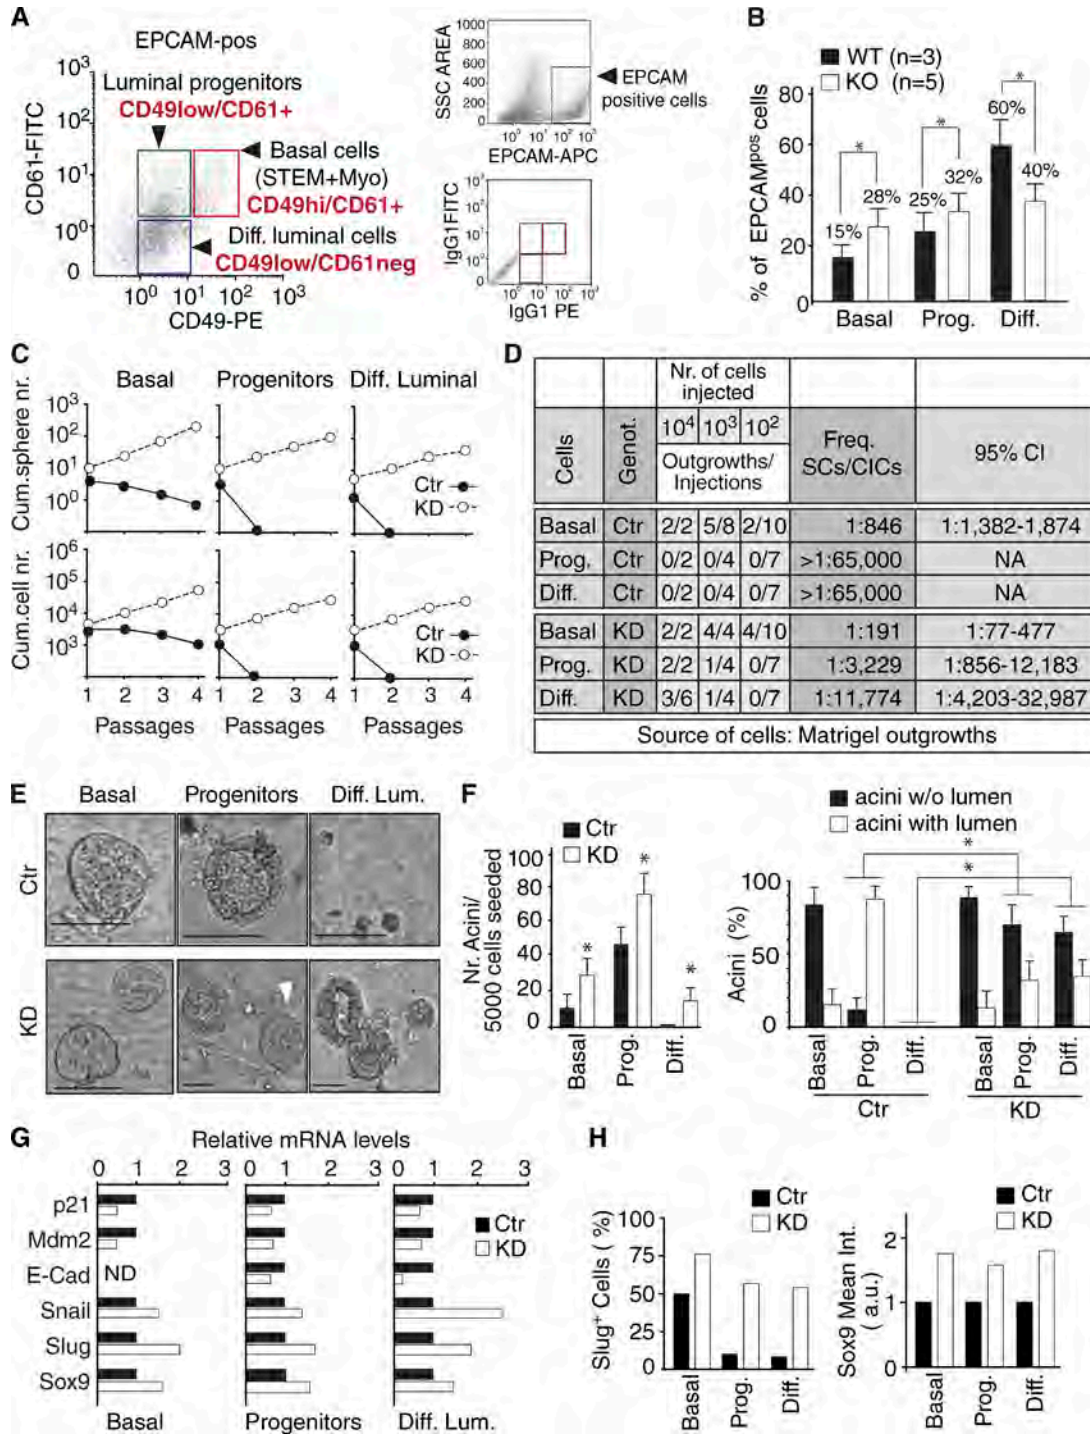 A
EPCAM-pos
CD61-FITC
10³
10²
10¹
10⁰
0
Luminal progenitors
CD49low/CD61+
Basal cells
(STEM+Myo)
CD49hi/CD61+
Diff. luminal cells
CD49low/CD61neg
10⁰ 10¹ 10² 10³
CD49-PE
SSC AREA
1000
800
600
400
200
0
EPCAM
positive cells
10⁰ 10¹ 10² 10³
EPCAM-APC
IgG1FITC
10³
10²
10¹
10⁰
0
10⁰ 10¹ 10² 10³
IgG1 PE
B
WT (n=3)
KO (n=5)
% of EPCAMᵖᵒˢ cells
80
60
40
20
0
15%
28%
25%
32%
60%
40%
* * *
Basal Prog. Diff.
C
Basal Progenitors Diff. Luminal
Cum.sphere nr.
10³
10²
10¹
10⁰
Ctr
KD
Cum.cell nr.
10⁶
10⁵
10⁴
10³
Ctr
KD
1 2 3 4 1 2 3 4 1 2 3 4
Passages Passages Passages
D
Cells
Genot.
Nr. of cells
injected
10⁴ 10³ 10²
Outgrowths/
Injections
Freq.
SCs/CICs
95% CI
Basal Ctr 2/2 5/8 2/10 1:846 1:1,382-1,874
Prog. Ctr 0/2 0/4 0/7 >1:65,000 NA
Diff. Ctr 0/2 0/4 0/7 >1:65,000 NA
Basal KD 2/2 4/4 4/10 1:191 1:77-477
Prog. KD 2/2 1/4 0/7 1:3,229 1:856-12,183
Diff. KD 3/6 1/4 0/7 1:11,774 1:4,203-32,987
Source of cells: Matrigel outgrowths
E
Basal Progenitors Diff. Lum.
Ctr
KD
F
Ctr
KD
Nr. Acini/
5000 cells seeded
100
80
60
40
20
0
* * *
Basal Prog. Diff.
acini w/o lumen
acini with lumen
Acini (%)
100
50
0
*
*
Basal Prog. Diff. Basal Prog. Diff.
Ctr KD
G
Relative mRNA levels
0 1 2 3 0 1 2 3 0 1 2 3
p21
Mdm2
E-Cad ND
Snail
Slug
Sox9
Ctr
KD
Basal Progenitors Diff. Lum.
H
Ctr
KD
Slug⁺ Cells ( %)
100
75
50
25
0
Basal Prog. Diff.
Ctr
KD
Sox9 Mean Int.
( a.u.)
2
1
0
Basal Prog. Diff.